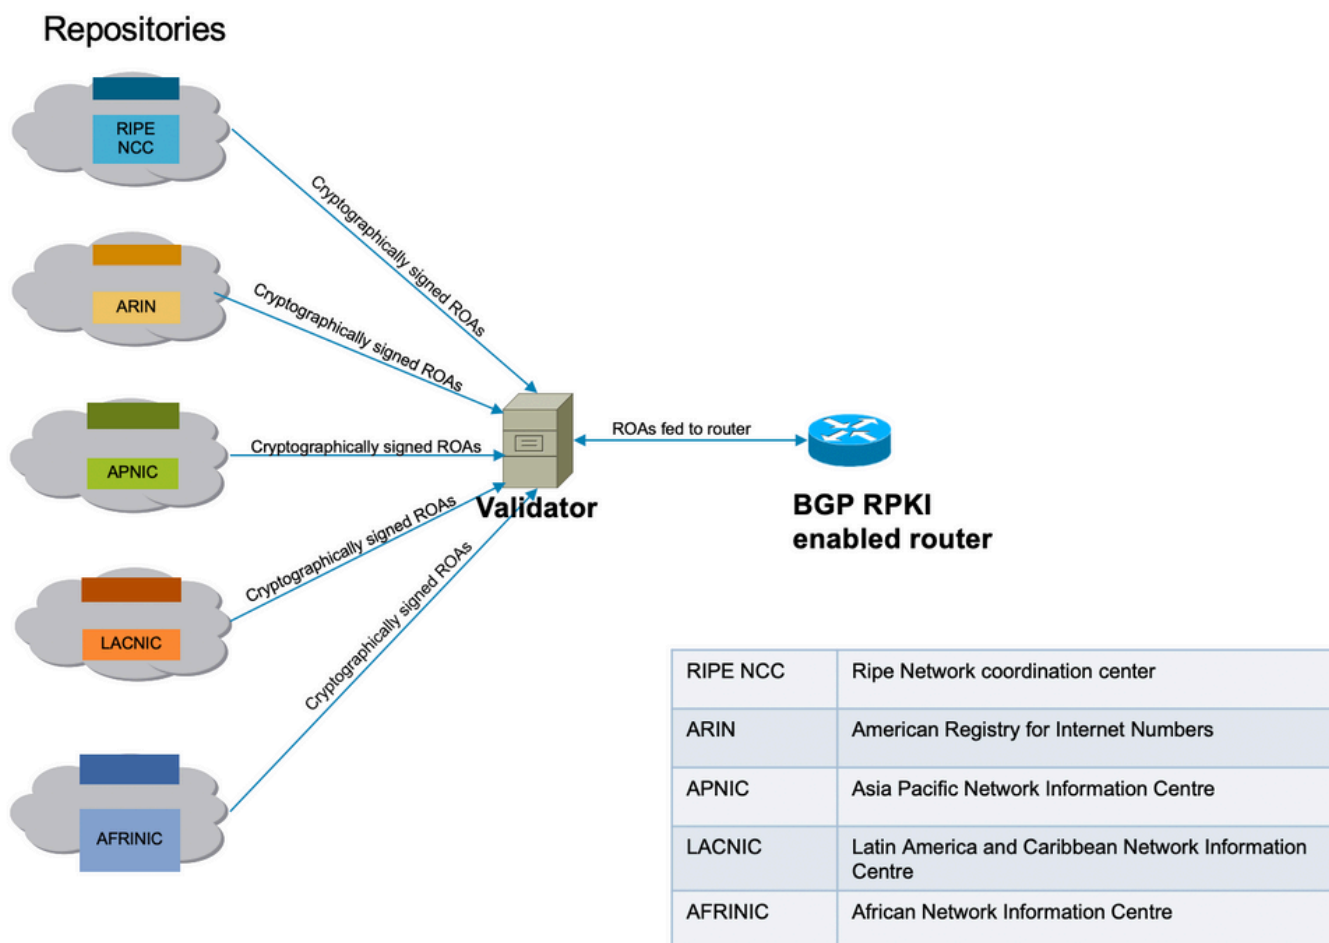 Repositories
RIPE
NCC
Cryptographically signed ROAs
ARIN
Cryptographically signed ROAs
APNIC
Cryptographically signed ROAs
LACNIC
Cryptographically signed ROAs
AFRINIC
Cryptographically signed ROAs
Validator
ROAs fed to router
BGP RPKI
enabled router
RIPE NCC
Ripe Network coordination center
ARIN
American Registry for Internet Numbers
APNIC
Asia Pacific Network Information Centre
LACNIC
Latin America and Caribbean Network Information
Centre
AFRINIC
African Network Information Centre